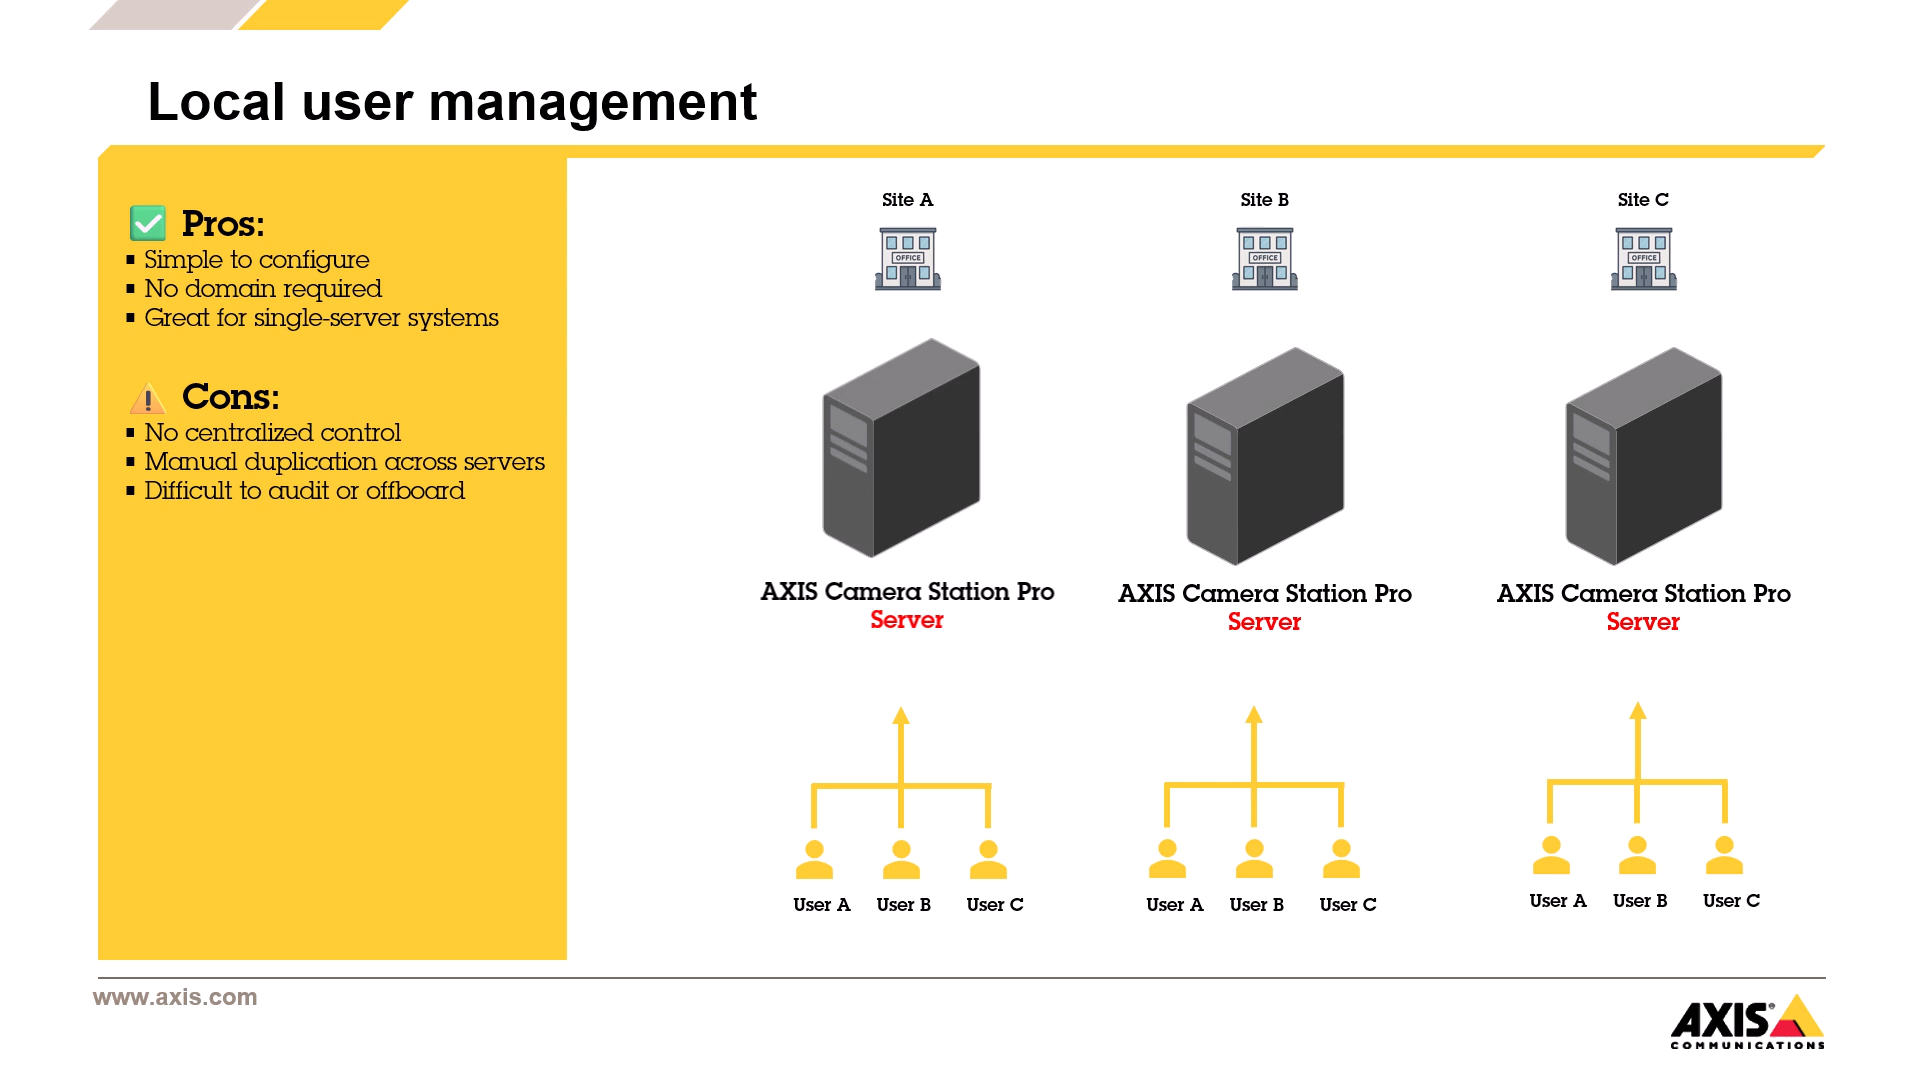 Local user management
✅ Pros:
▪ Simple to configure
▪ No domain required
▪ Great for single-server systems
⚠️ Cons:
▪ No centralized control
▪ Manual duplication across servers
▪ Difficult to audit or offboard
Site A
Site B
Site C
OFFICE
OFFICE
OFFICE
AXIS Camera Station Pro
Server
AXIS Camera Station Pro
Server
AXIS Camera Station Pro
Server
User A User B User C
User A User B User C
User A User B User C
www.axis.com
AXIS®
COMMUNICATIONS